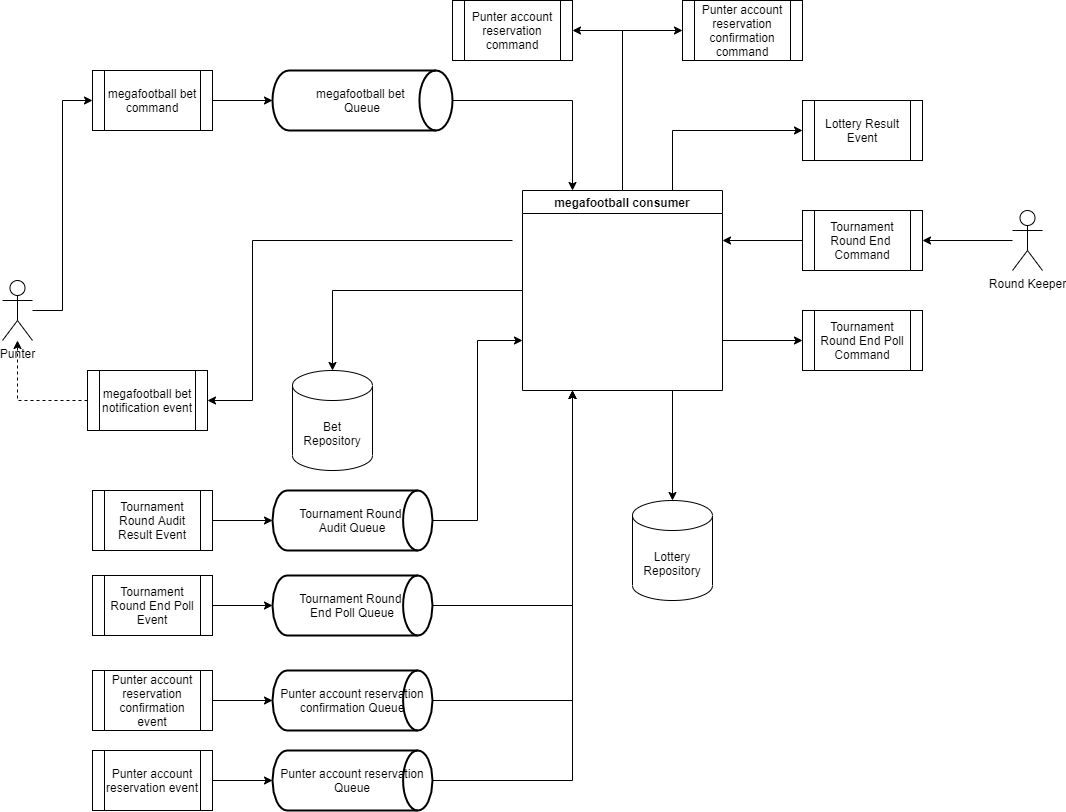 Punter account
reservation
command
Punter account
reservation
confirmation
command
megafootball bet
command
megafootball bet
Queue
Lottery Result
Event
megafootball consumer
Tournament
Round End
Command
Round Keeper
Punter
Tournament
Round End Poll
Command
megafootball bet
notification event
Bet
Repository
Tournament
Round Audit
Result Event
Tournament Round
Audit Queue
Lottery
Repository
Tournament
Round End Poll
Event
Tournament Round
End Poll Queue
Punter account
reservation
confirmation
event
Punter account reservation
confirmation Queue
Punter account
reservation event
Punter account reservation
Queue